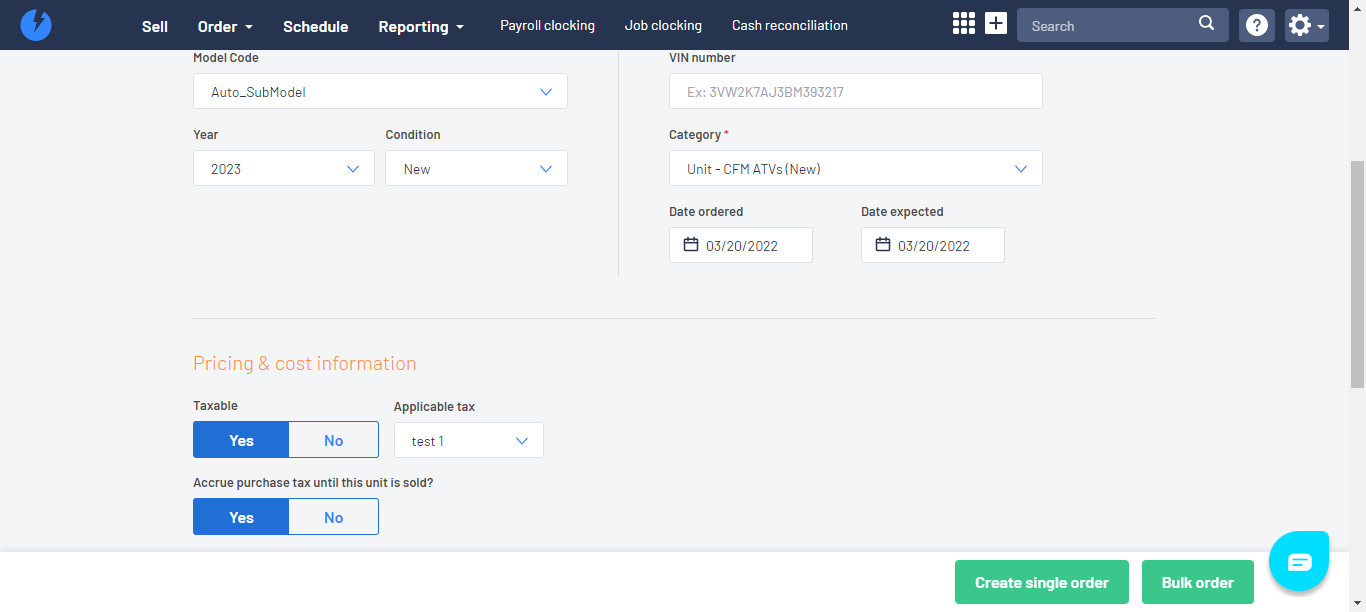 Sell Order Schedule Reporting Payroll clocking Job clocking Cash reconciliation Search
Model Code
Auto_SubModel
VIN number
Ex: 3VW2K7AJ3BM393217
Year Condition
2023 New
Category *
Unit - CFM ATVs (New)
Date ordered Date expected
03/20/2022 03/20/2022
Pricing & cost information
Taxable Applicable tax
Yes No test 1
Accrue purchase tax until this unit is sold?
Yes No
Create single order Bulk order